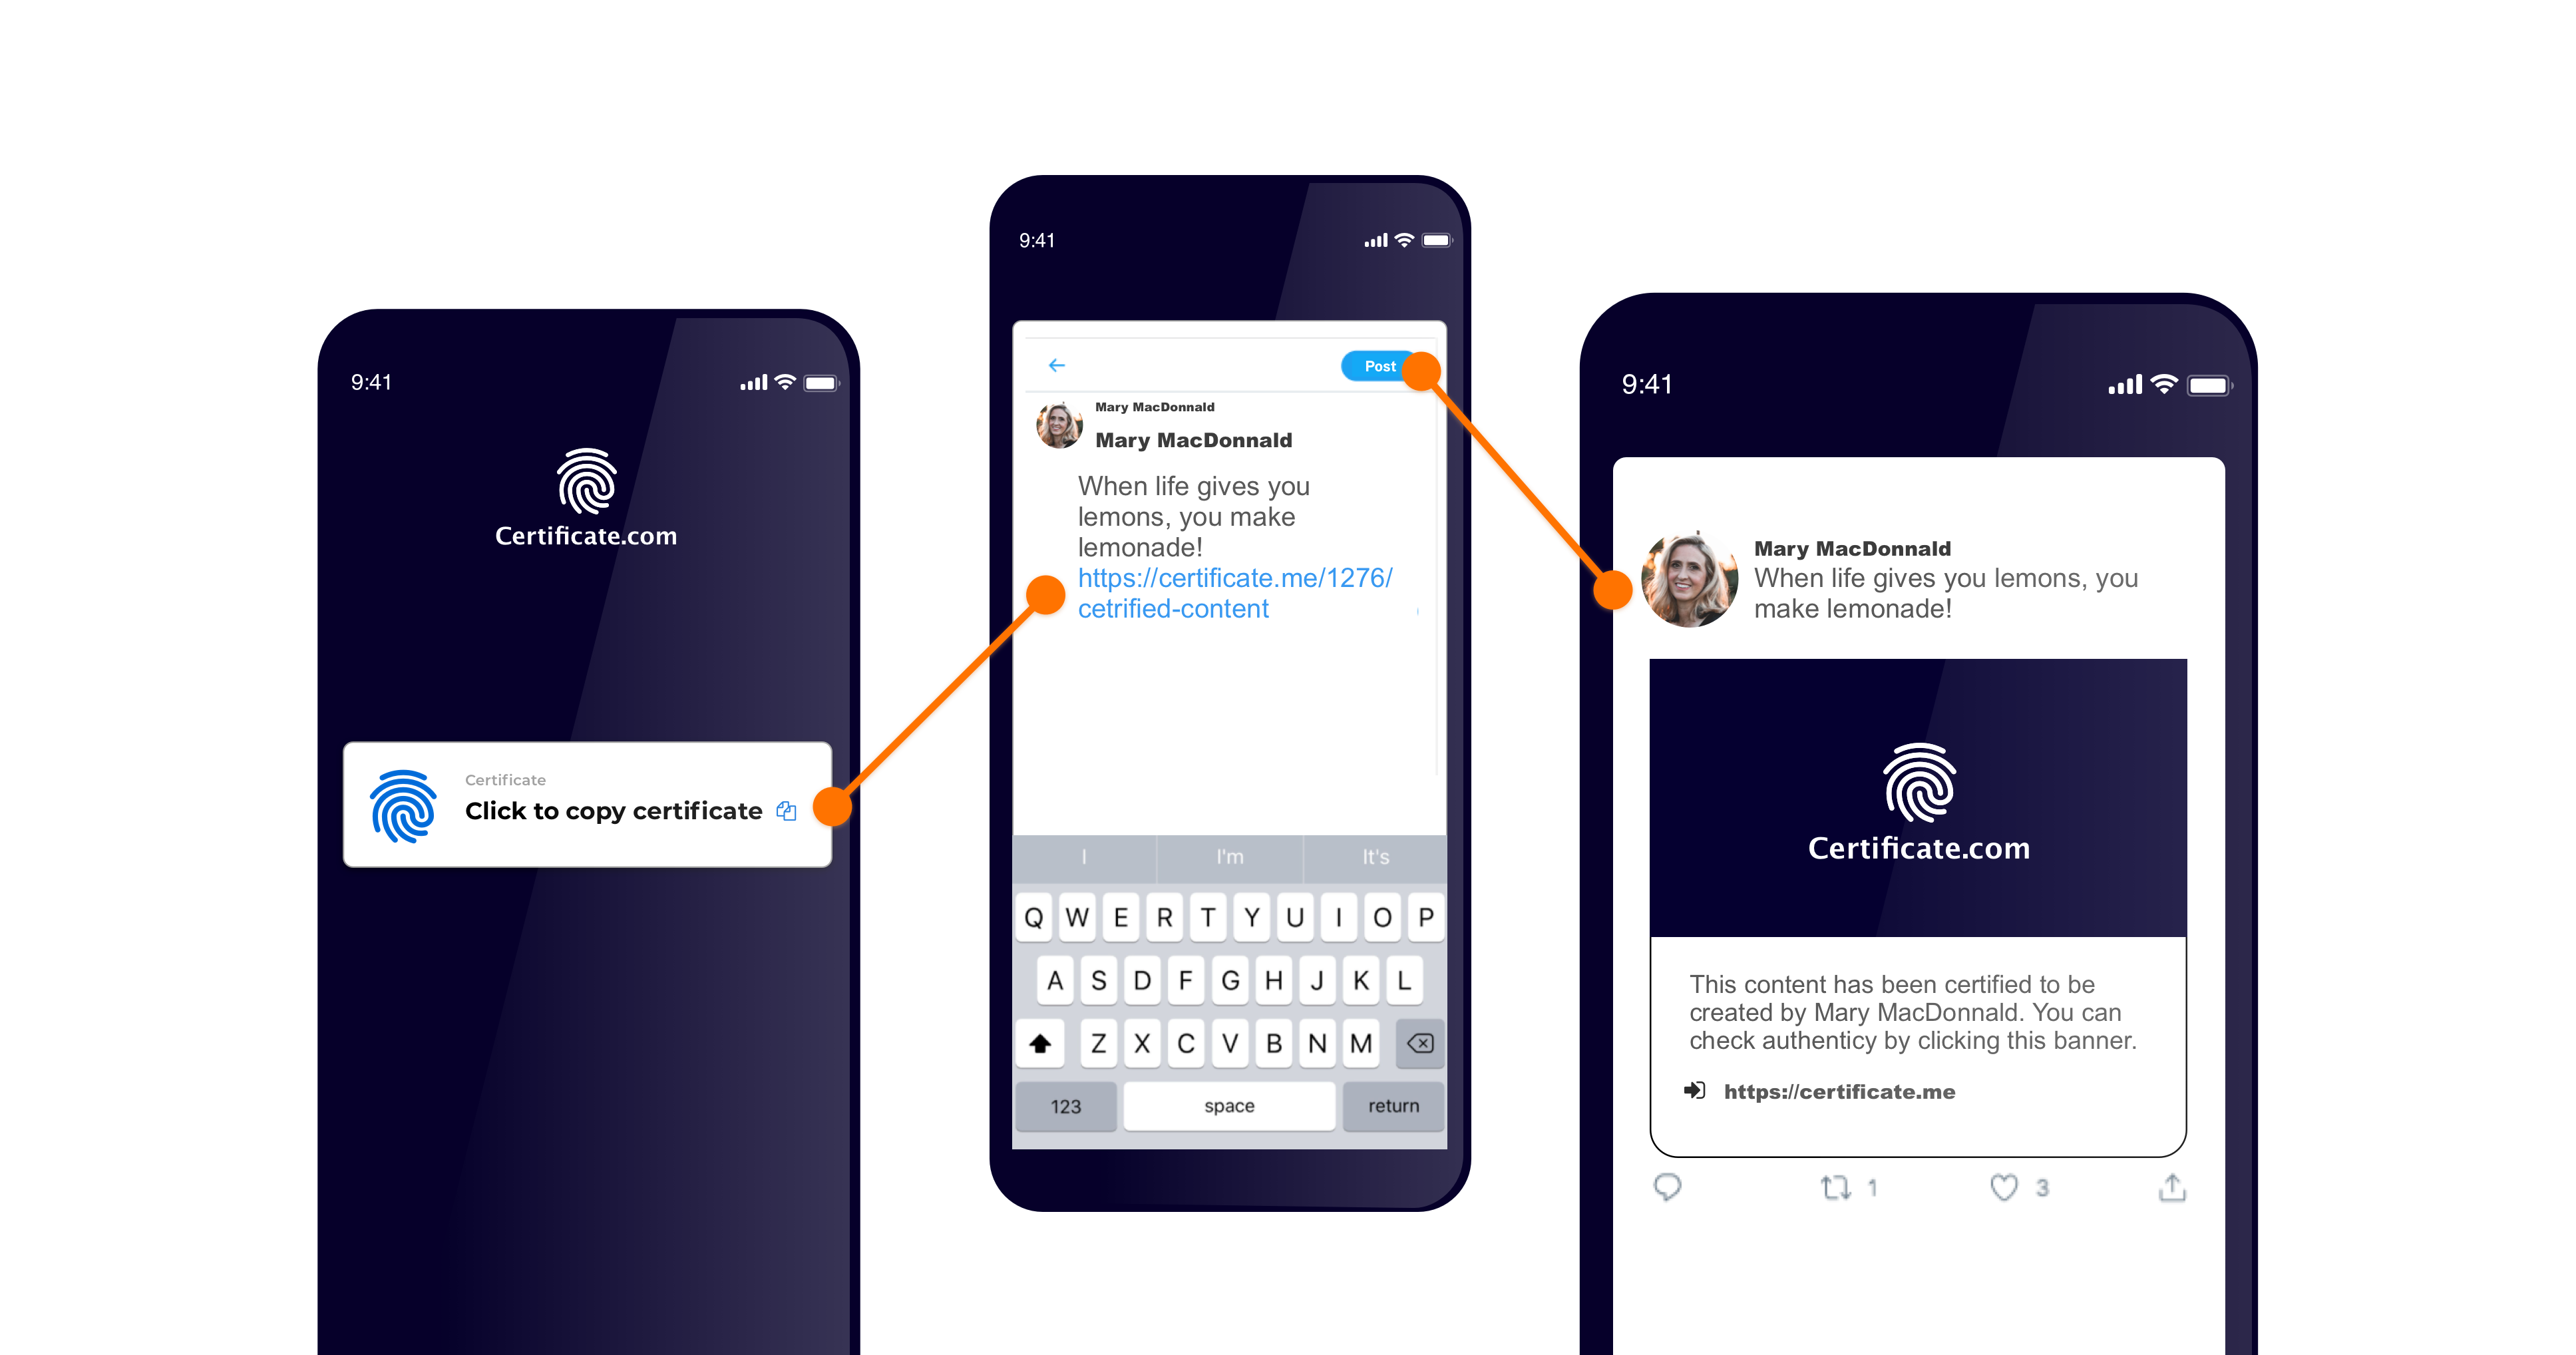 9:41
Certificate.com
Certificate
Click to copy certificate
9:41
Post
Mary MacDonnald
Mary MacDonnald
When life gives you
lemons, you make
lemonade!
https://certificate.me/1276/
cetrified-content
I I'm It's
Q W E R T Y U I O P
A S D F G H J K L
Z X C V B N M
123 space return
9:41
Mary MacDonnald
When life gives you lemons, you
make lemonade!
Certificate.com
This content has been certified to be
created by Mary MacDonnald. You can
check authenticy by clicking this banner.
https://certificate.me
1 3